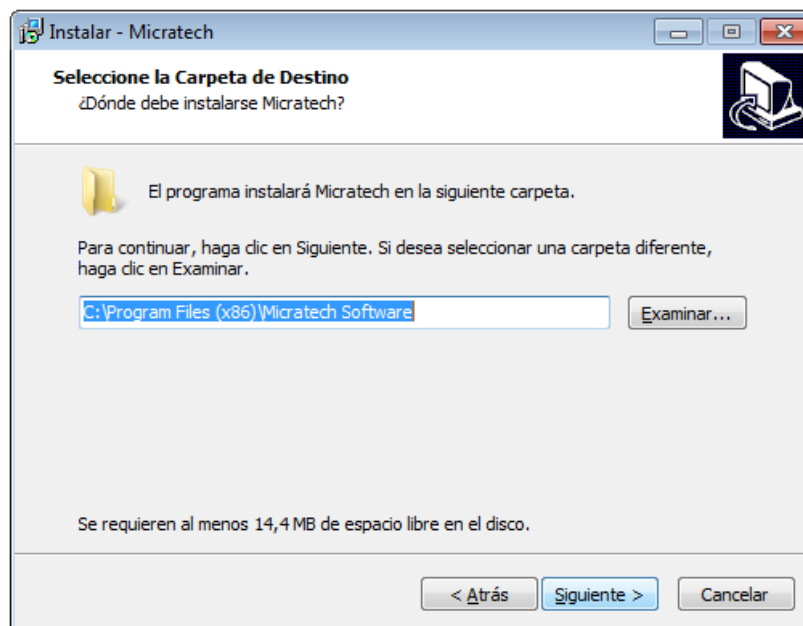 Instalar - Micratech
Seleccione la Carpeta de Destino
¿Dónde debe instalarse Micratech?
El programa instalará Micratech en la siguiente carpeta.
Para continuar, haga clic en Siguiente. Si desea seleccionar una carpeta diferente,
haga clic en Examinar.
C:\Program Files (x86)\Micratech Software
Examinar...
Se requieren al menos 14,4 MB de espacio libre en el disco.
< Atrás
Siguiente >
Cancelar